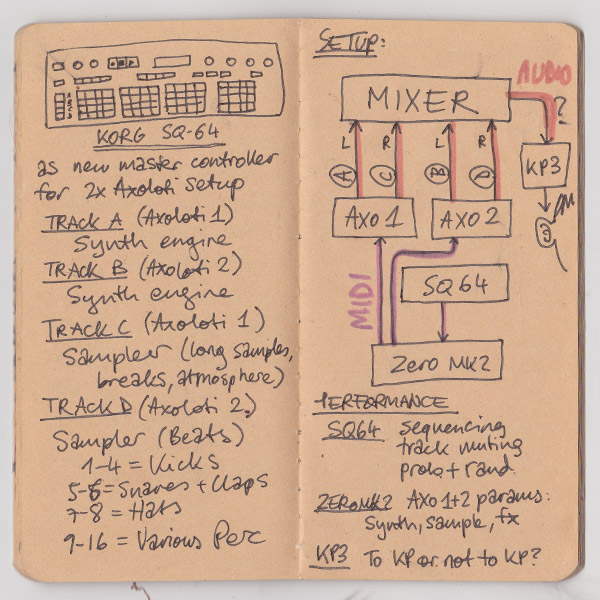 KORG SQ-64
as new master controller
for 2x Axoloti setup
TRACK A (Axoloti 1)
Synth engine
TRACK B (Axoloti 2)
Synth engine
TRACK C (Axoloti 1)
Sampler (long samples,
breaks, atmosphere)
TRACK D (Axoloti 2)
Sampler (Beats)
1-4 = Kicks
5-6 = Snares + Claps
7-8 = Hats
9-16 = Various Perc
SETUP:
AUDIO
MIXER
?
L R L R
KP3
A C B D
AXO 1 AXO 2
SQ64
MIDI
Zero MK2
PERFORMANCE
SQ64 sequencing
track muting
prob. + rand.
ZEROMK2 AXO 1+2 params:
Synth, sample, fx
KP3 To KP or not to KP?